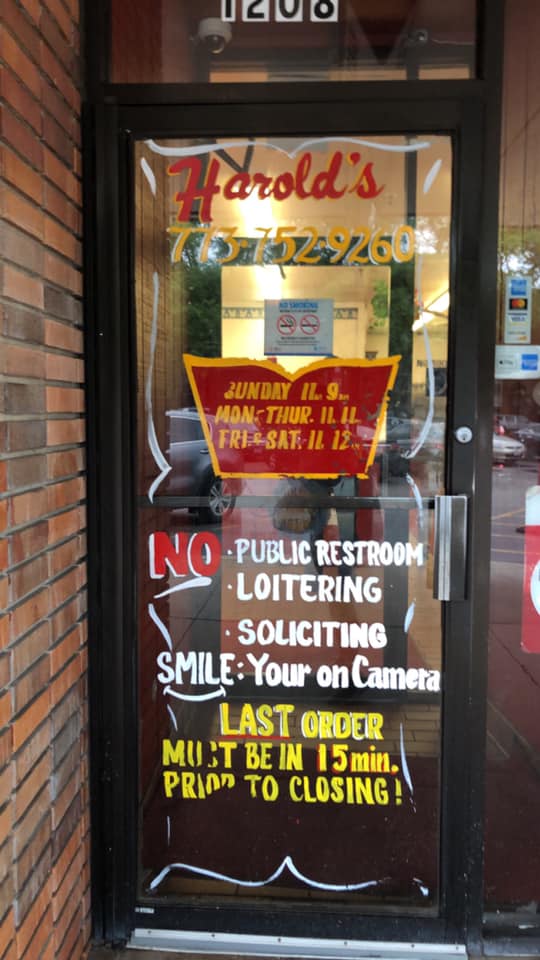 1208
Harold's
773-752-9260
NO SMOKING
SUNDAY 11. 9
MON-THUR. 11. 11
FRI & SAT. 11. 12
NO · PUBLIC RESTROOM
· LOITERING
· SOLICITING
SMILE: Your on Camera
LAST ORDER
MUST BE IN 15 min.
PRIOR TO CLOSING!